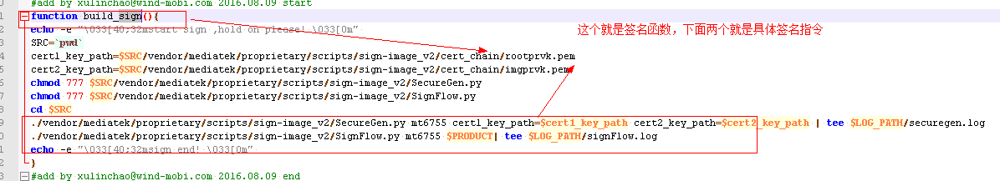 #add by xulinchao@wind-mobi.com 2016.08.09 start
function build_sign(){
echo -e "\033[40;32mstart sign ,hold on please! \033[0m"
这个就是签名函数，下面两个就是具体签名指令
SRC=`pwd`
cert1_key_path=$SRC/vendor/mediatek/proprietary/scripts/sign-image_v2/cert_chain/rootprvk.pem
cert2_key_path=$SRC/vendor/mediatek/proprietary/scripts/sign-image_v2/cert_chain/imgprvk.pem
chmod 777 $SRC/vendor/mediatek/proprietary/scripts/sign-image_v2/SecureGen.py
chmod 777 $SRC/vendor/mediatek/proprietary/scripts/sign-image_v2/SignFlow.py
cd $SRC
./vendor/mediatek/proprietary/scripts/sign-image_v2/SecureGen.py mt6755 cert1_key_path=$cert1_key_path cert2_key_path=$cert2_key_path | tee $LOG_PATH/securegen.log
./vendor/mediatek/proprietary/scripts/sign-image_v2/SignFlow.py mt6755 $PRODUCT| tee $LOG_PATH/signFlow.log
echo -e "\033[40;32msign end! \033[0m"
}
#add by xulinchao@wind-mobi.com 2016.08.09 end